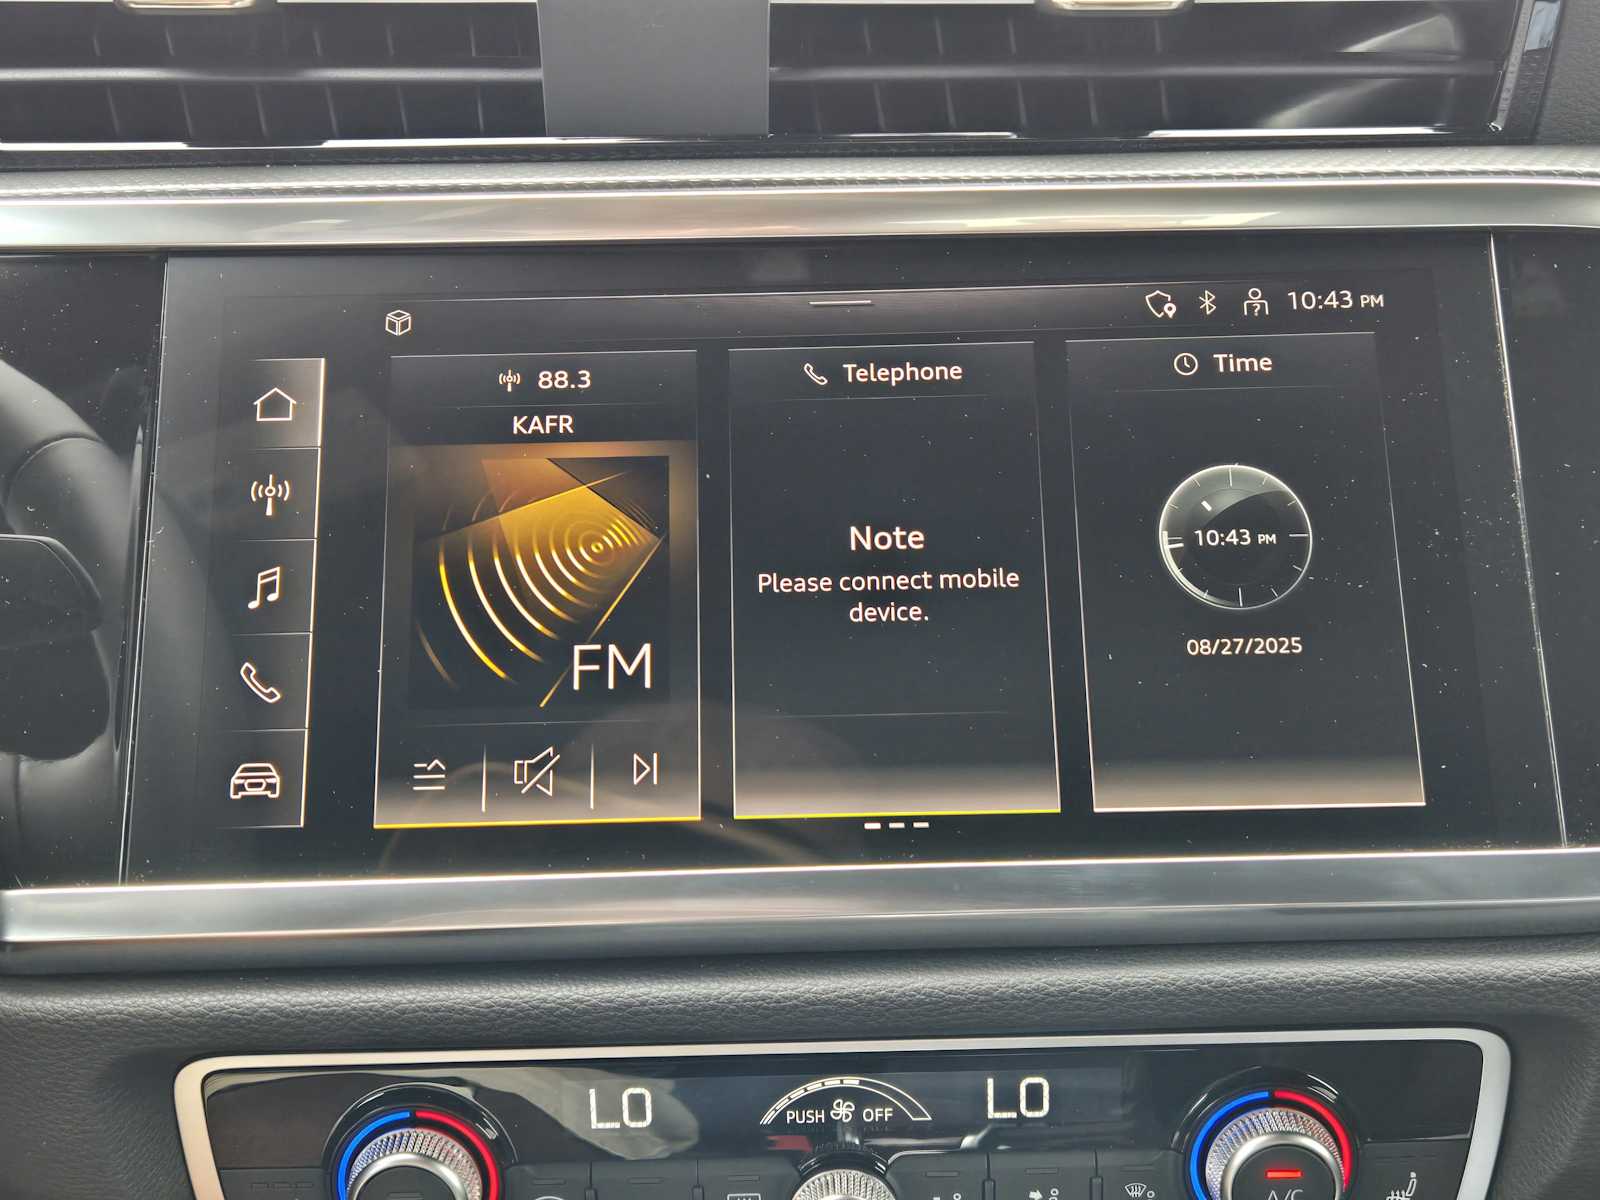 10:43 PM
88.3
KAFR
FM
Telephone
Note
Please connect mobile
device.
Time
10:43 PM
08/27/2025
LO
PUSH OFF
LO
A/C